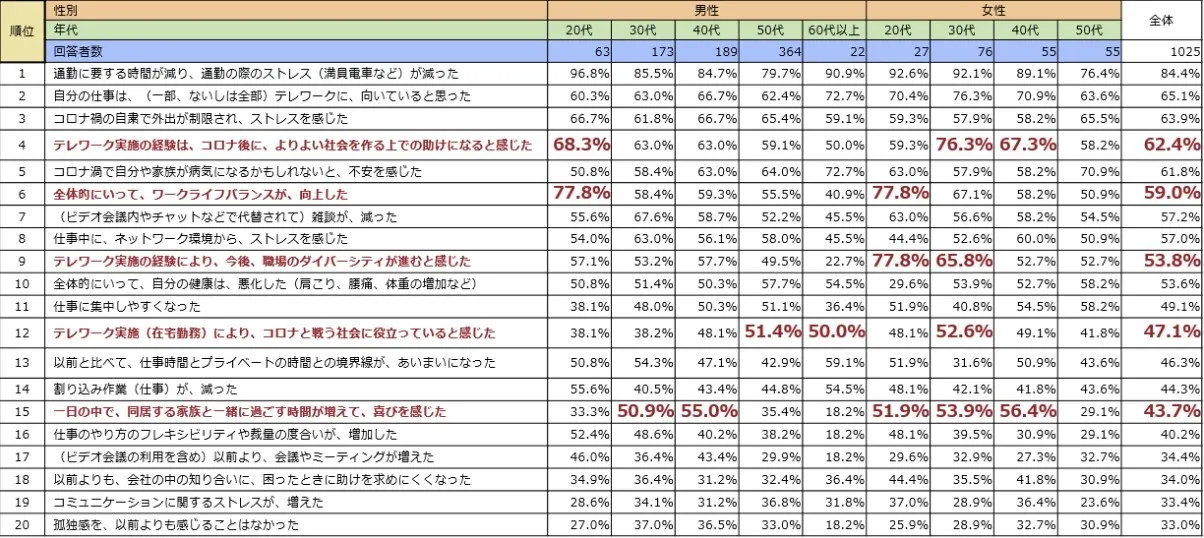 順位 性別 男性 女性 全体
年代 20代 30代 40代 50代 60代以上 20代 30代 40代 50代
回答者数 63 173 189 364 22 27 76 55 55 1025
1 通勤に要する時間が減り、通勤の際のストレス（満員電車など）が減った 96.8% 85.5% 84.7% 79.7% 90.9% 92.6% 92.1% 89.1% 76.4% 84.4%
2 自分の仕事は、（一部、ないしは全部）テレワークに、向いていると思った 60.3% 63.0% 66.7% 62.4% 72.7% 70.4% 76.3% 70.9% 63.6% 65.1%
3 コロナ禍の自粛で外出が制限され、ストレスを感じた 66.7% 61.8% 66.7% 65.4% 59.1% 59.3% 57.9% 58.2% 65.5% 63.9%
4 テレワーク実施の経験は、コロナ後に、よりよい社会を作る上での助けになると感じた 68.3% 63.0% 63.0% 59.1% 50.0% 59.3% 76.3% 67.3% 58.2% 62.4%
5 コロナ渦で自分や家族が病気になるかもしれないと、不安を感じた 50.8% 58.4% 63.0% 64.0% 72.7% 63.0% 57.9% 58.2% 70.9% 61.8%
6 全体的にいって、ワークライフバランスが、向上した 77.8% 58.4% 59.3% 55.5% 40.9% 77.8% 67.1% 58.2% 50.9% 59.0%
7 （ビデオ会議内やチャットなどで代替されて）雑談が、減った 55.6% 67.6% 58.7% 52.2% 45.5% 63.0% 56.6% 58.2% 54.5% 57.2%
8 仕事中に、ネットワーク環境から、ストレスを感じた 54.0% 63.0% 56.1% 58.0% 45.5% 44.4% 52.6% 60.0% 50.9% 57.0%
9 テレワーク実施の経験により、今後、職場のダイバーシティが進むと感じた 57.1% 53.2% 57.7% 49.5% 22.7% 77.8% 65.8% 52.7% 52.7% 53.8%
10 全体的にいって、自分の健康は、悪化した（肩こり、腰痛、体重の増加など） 50.8% 51.4% 50.3% 57.7% 54.5% 29.6% 53.9% 52.7% 58.2% 53.6%
11 仕事に集中しやすくなった 38.1% 48.0% 50.3% 51.1% 36.4% 51.9% 40.8% 54.5% 58.2% 49.1%
12 テレワーク実施（在宅勤務）により、コロナと戦う社会に役立っていると感じた 38.1% 38.2% 48.1% 51.4% 50.0% 48.1% 52.6% 49.1% 41.8% 47.1%
13 以前と比べて、仕事時間とプライベートの時間との境界線が、あいまいになった 50.8% 54.3% 47.1% 42.9% 59.1% 51.9% 31.6% 50.9% 43.6% 46.3%
14 割り込み作業（仕事）が、減った 55.6% 40.5% 43.4% 44.8% 54.5% 48.1% 42.1% 41.8% 43.6% 44.3%
15 一日の中で、同居する家族と一緒に過ごす時間が増えて、喜びを感じた 33.3% 50.9% 55.0% 35.4% 18.2% 51.9% 53.9% 56.4% 29.1% 43.7%
16 仕事のやり方のフレキシビリティや裁量の度合いが、増加した 52.4% 48.6% 40.2% 38.2% 18.2% 48.1% 39.5% 30.9% 29.1% 40.2%
17 （ビデオ会議の利用を含め）以前より、会議やミーティングが増えた 46.0% 36.4% 43.4% 29.9% 18.2% 29.6% 32.9% 27.3% 32.7% 34.4%
18 以前よりも、会社の中の知り合いに、困ったときに助けを求めにくくなった 34.9% 36.4% 31.2% 32.4% 36.4% 44.4% 35.5% 41.8% 30.9% 34.0%
19 コミュニケーションに関するストレスが、増えた 28.6% 34.1% 31.2% 36.8% 31.8% 37.0% 28.9% 36.4% 23.6% 33.4%
20 孤独感を、以前よりも感じることはなかった 27.0% 37.0% 36.5% 33.0% 18.2% 25.9% 28.9% 32.7% 30.9% 33.0%